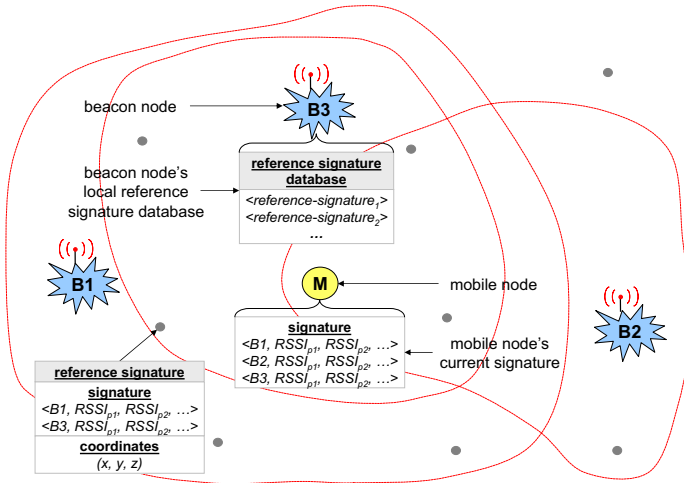 beacon node
B3
beacon node's
local reference
signature database
reference signature
database
<reference-signature₁>
<reference-signature₂>
...
B1
M
mobile node
B2
signature
<B1, RSSIₚ₁, RSSIₚ₂, ...>
<B2, RSSIₚ₁, RSSIₚ₂, ...>
<B3, RSSIₚ₁, RSSIₚ₂, ...>
mobile node's
current signature
reference signature
signature
<B1, RSSIₚ₁, RSSIₚ₂, ...>
<B3, RSSIₚ₁, RSSIₚ₂, ...>
coordinates
(x, y, z)